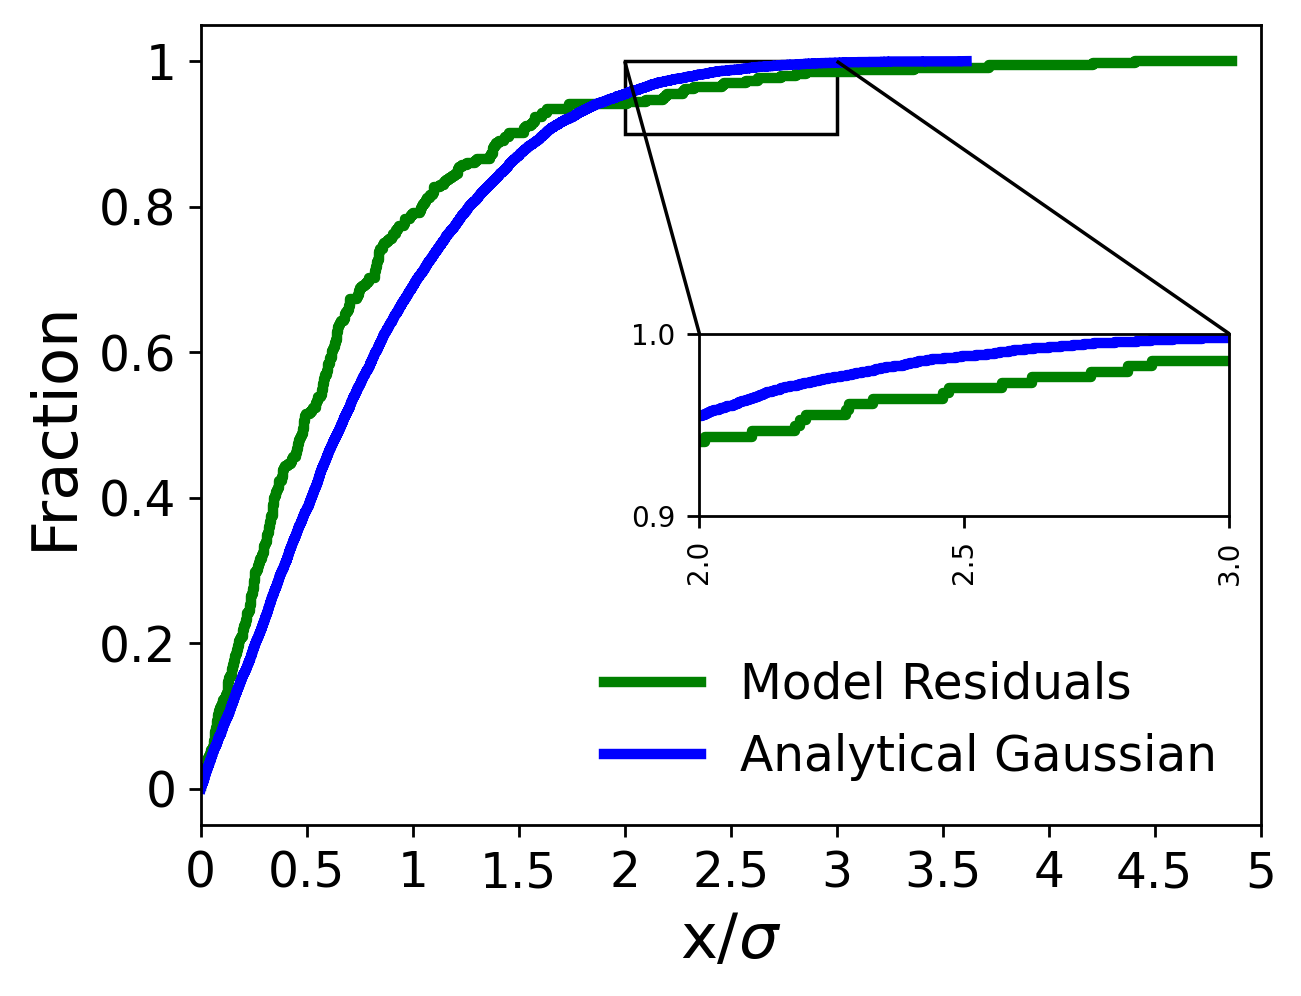 Fraction
1
0.8
0.6
0.4
0.2
0
1.0
0.9
2.0
2.5
3.0
Model Residuals
Analytical Gaussian
0 0.5 1 1.5 2 2.5 3 3.5 4 4.5 5
x/σ